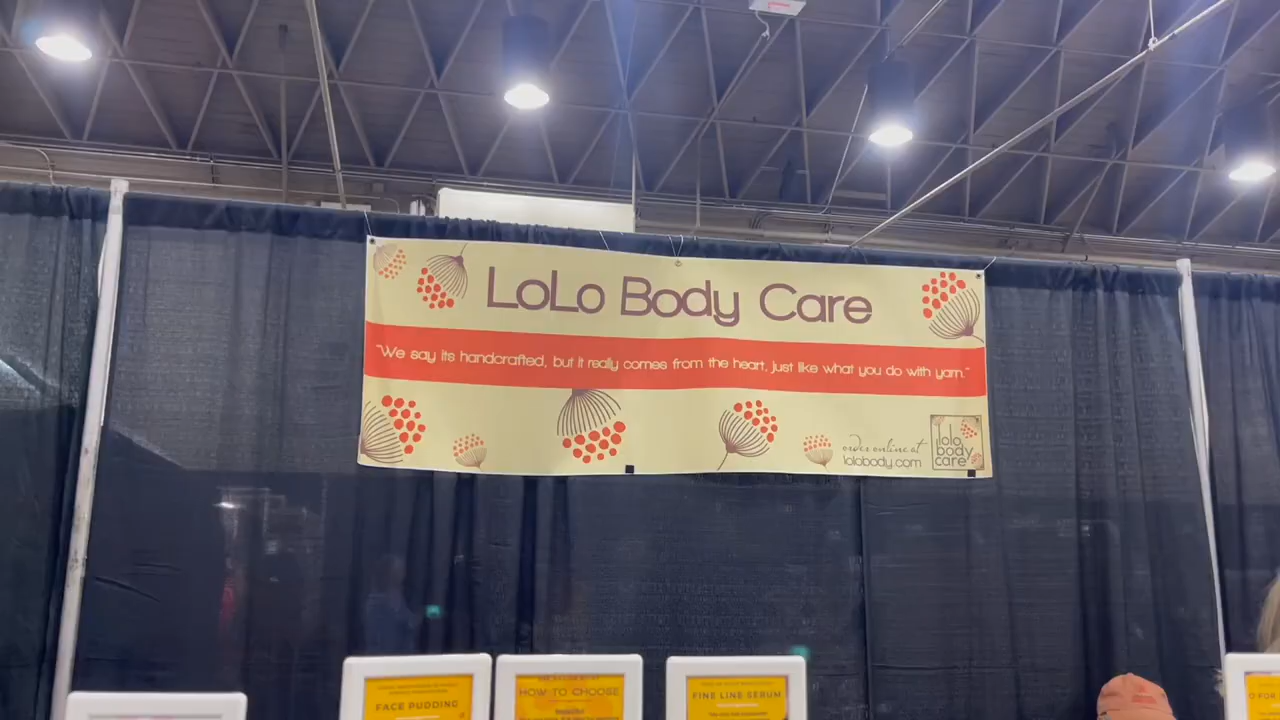 LoLo Body Care
"We say its handcrafted, but it really comes from the heart, just like what you do with yarn."
order online at
lolobody.com
lolo
body
care
FACE PUDDING
HOW TO CHOOSE
FINE LINE SERUM